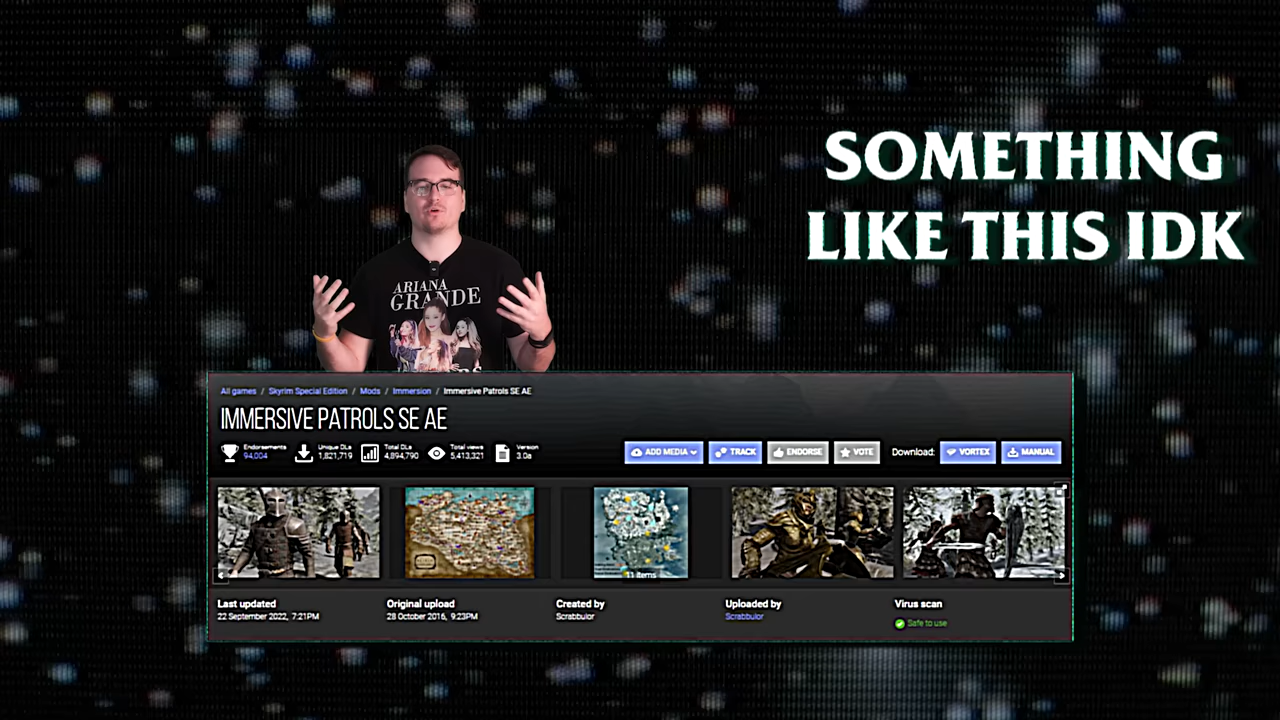 SOMETHING
LIKE THIS IDK
ARIANA
GRANDE
All games / Skyrim Special Edition / Mods / Immersion / Immersive Patrols SE AE
IMMERSIVE PATROLS SE AE
Endorsements
94,004
Unique DLs
1,821,719
Total DLs
4,894,790
Total views
5,413,321
Version
3.0a
ADD MEDIA
TRACK
ENDORSE
VOTE
Download:
VORTEX
MANUAL
11 items
Last updated
22 September 2022, 7:21PM
Original upload
28 October 2016, 9:23PM
Created by
Scrabbulor
Uploaded by
Scrabbulor
Virus scan
Safe to use